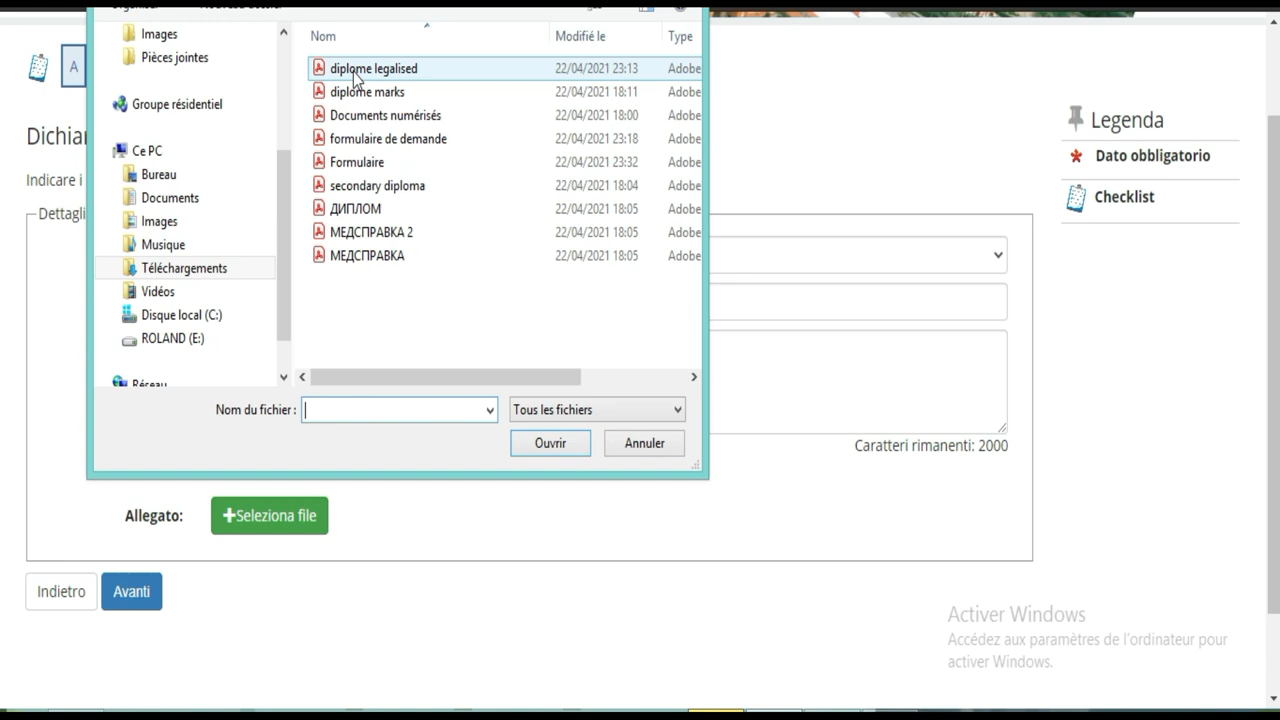 Images
Pièces jointes
Groupe résidentiel
Ce PC
Bureau
Documents
Images
Musique
Téléchargements
Vidéos
Disque local (C:)
ROLAND (E:)
Réseau
Nom Modifié le Type
diplome legalised 22/04/2021 23:13 Adobe
diplome marks 22/04/2021 18:11 Adobe
Documents numérisés 22/04/2021 18:00 Adobe
formulaire de demande 22/04/2021 23:18 Adobe
Formulaire 22/04/2021 23:32 Adobe
secondary diploma 22/04/2021 18:04 Adobe
ДИПЛОМ 22/04/2021 18:05 Adobe
МЕДСПРАВКА 2 22/04/2021 18:05 Adobe
МЕДСПРАВКА 22/04/2021 18:05 Adobe
Nom du fichier :
Tous les fichiers
Ouvrir Annuler
A
Dichiar
Indicare i
Dettagli
Caratteri rimanenti: 2000
Allegato: +Seleziona file
Indietro Avanti
Legenda
Dato obbligatorio
Checklist
Activer Windows
Accédez aux paramètres de l'ordinateur pour
activer Windows.